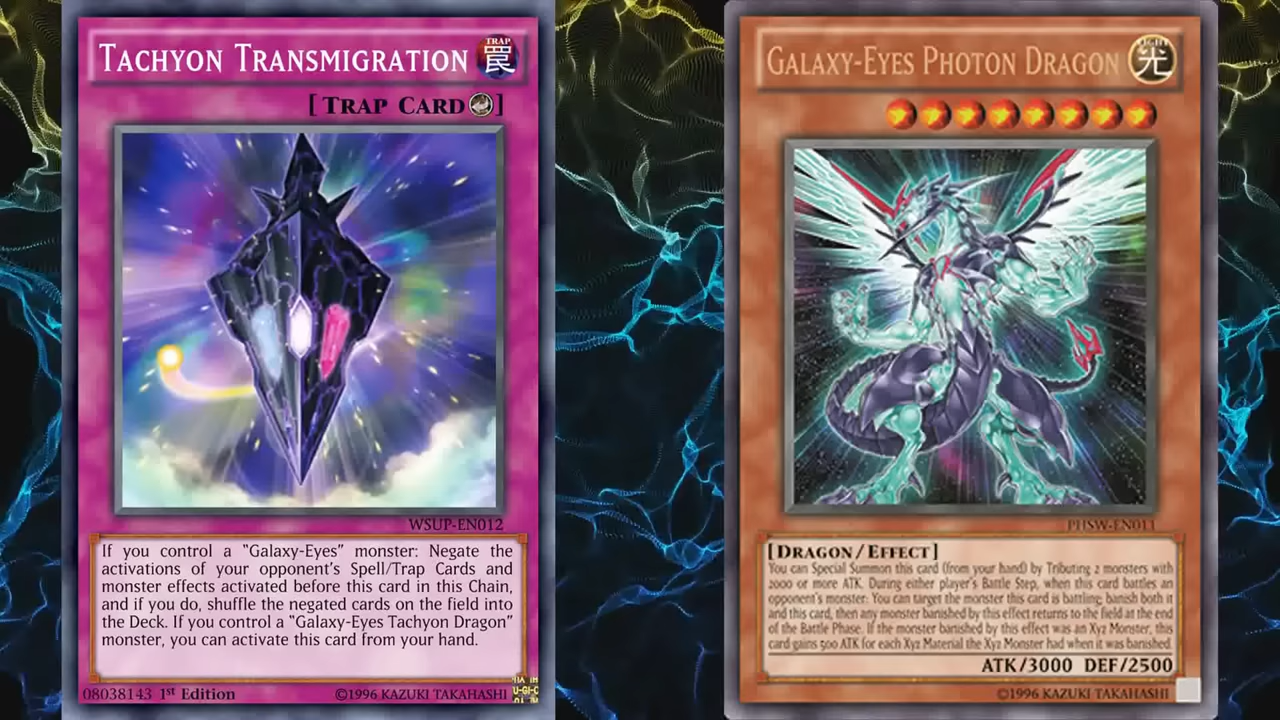 TACHYON TRANSMIGRATION
TRAP
罠
[TRAP CARD]
WSUP-EN012
If you control a "Galaxy-Eyes" monster: Negate the
activations of your opponent's Spell/Trap Cards and
monster effects activated before this card in this Chain,
and if you do, shuffle the negated cards on the field into
the Deck. If you control a "Galaxy-Eyes Tachyon Dragon"
monster, you can activate this card from your hand.
08038143 1st Edition
©1996 KAZUKI TAKAHASHI
GALAXY-EYES PHOTON DRAGON
LIGHT
光
PHSW-EN011
[DRAGON/EFFECT]
You can Special Summon this card (from your hand) by Tributing 2 monsters with
2000 or more ATK. During either player's Battle Step, when this card battles an
opponent's monster: You can target the monster this card is battling; banish both it
and this card, then any monster banished by this effect returns to the field at the end
of the Battle Phase. If the monster banished by this effect was an Xyz Monster, this
card gains 500 ATK for each Xyz Material the Xyz Monster had when it was banished.
ATK/3000 DEF/2500
©1996 KAZUKI TAKAHASHI